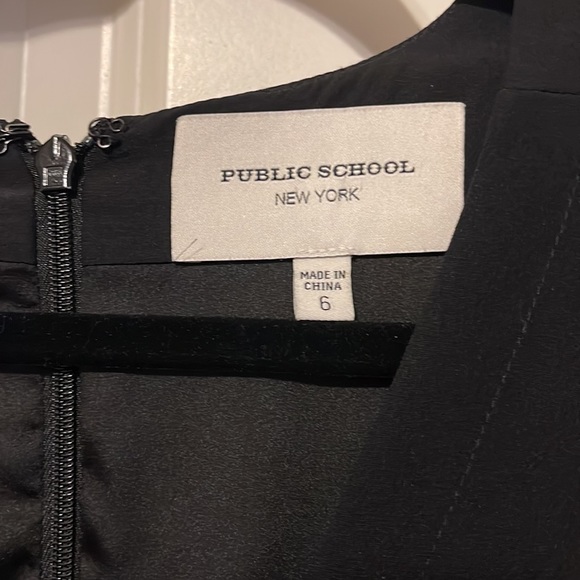 PUBLIC SCHOOL
NEW YORK
MADE IN
CHINA
6